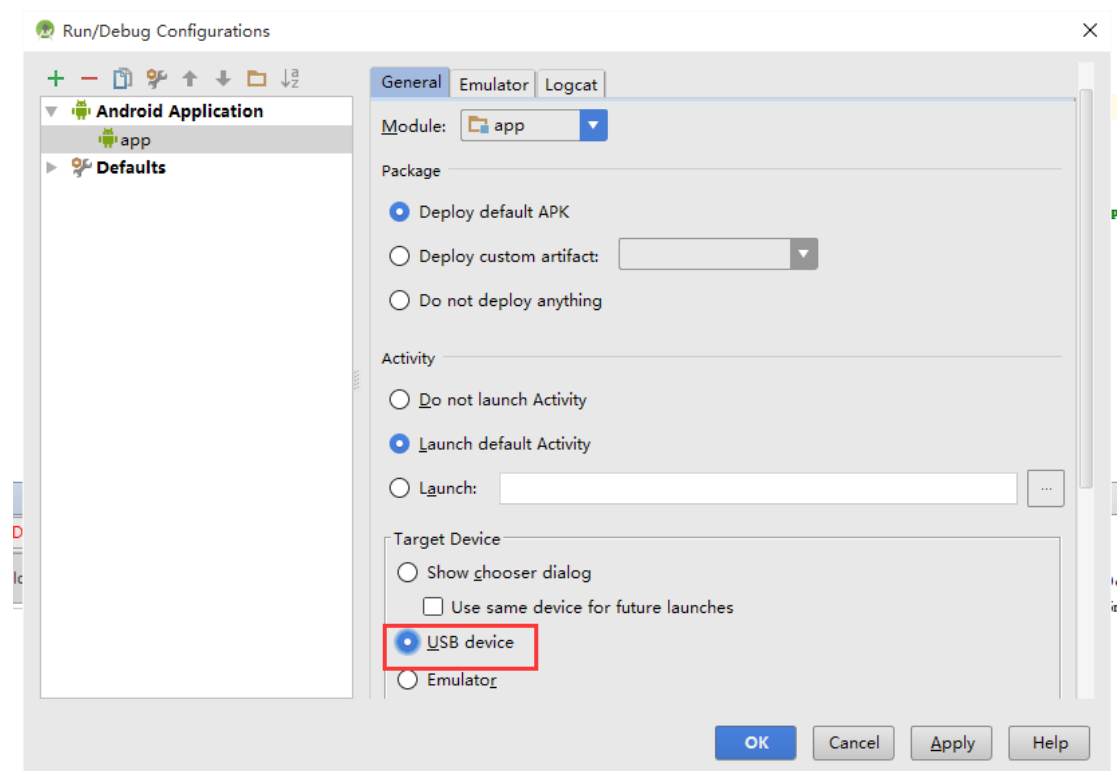 Run/Debug Configurations
General Emulator Logcat
Android Application
app
Defaults
Module: app
Package
Deploy default APK
Deploy custom artifact:
Do not deploy anything
Activity
Do not launch Activity
Launch default Activity
Launch: ...
Target Device
Show chooser dialog
Use same device for future launches
USB device
Emulator
OK Cancel Apply Help